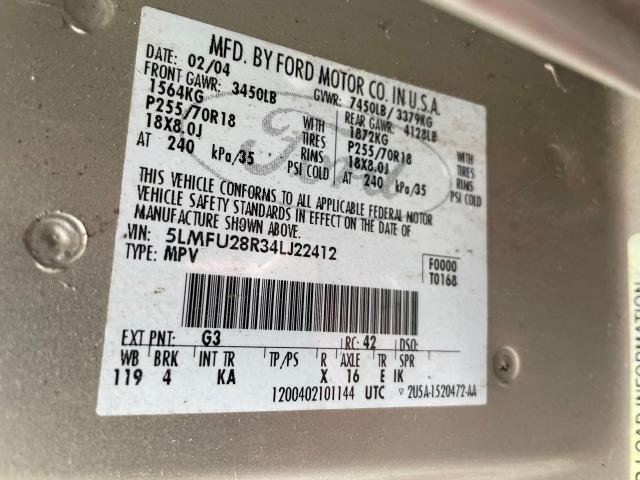 MFD. BY FORD MOTOR CO. IN U.S.A.
DATE: 02/04 GVWR: 7450LB/ 3379KG
FRONT GAWR: 3450LB REAR GAWR: 4128LB
1564KG WITH 1872KG WITH
P255/70R18 TIRES P255/70R18 TIRES
18X8.0J RIMS 18X8.0J RIMS
AT 240 kPa/35 PSI COLD AT 240 kPa/35 PSI COLD
THIS VEHICLE CONFORMS TO ALL APPLICABLE FEDERAL MOTOR
VEHICLE SAFETY STANDARDS IN EFFECT ON THE DATE OF
MANUFACTURE SHOWN ABOVE.
VIN: 5LMFU28R34LJ22412
TYPE: MPV
F0000
T0168
Ford
EXT PNT: G3 RC: 42 DSO:
WB BRK INT TR TP/PS R AXLE TR SPR
119 4 KA X 16 E IK
1200402101144 UTC ▽ 2U5A-1520472-AA
LOAD INFORMATION